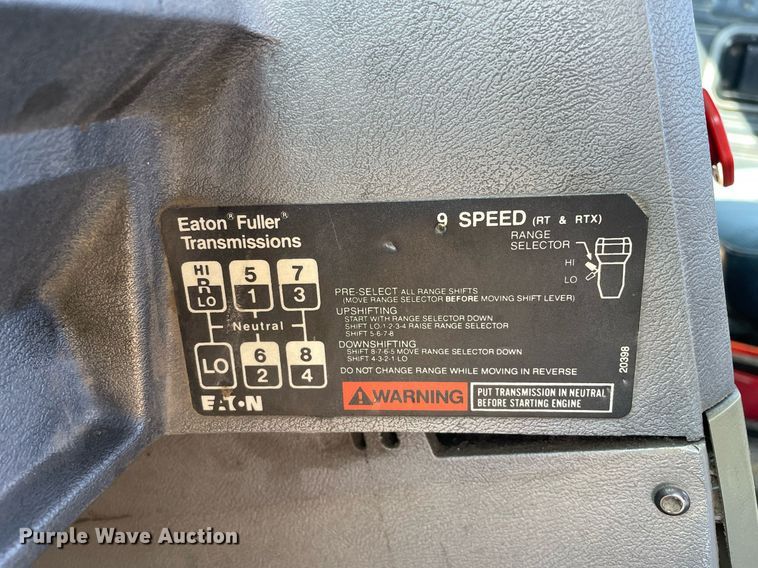 Eaton® Fuller®
Transmissions
9 SPEED (RT & RTX)
RANGE
SELECTOR
HI
LO
HI 5 7
R
LO 1 3
Neutral
LO 6 8
2 4
EATON
PRE-SELECT ALL RANGE SHIFTS
(MOVE RANGE SELECTOR BEFORE MOVING SHIFT LEVER)
UPSHIFTING
START WITH RANGE SELECTOR DOWN
SHIFT LO-1-2-3-4 RAISE RANGE SELECTOR
SHIFT 5-6-7-8
DOWNSHIFTING
SHIFT 8-7-6-5 MOVE RANGE SELECTOR DOWN
SHIFT 4-3-2-1 LO
DO NOT CHANGE RANGE WHILE MOVING IN REVERSE
WARNING
PUT TRANSMISSION IN NEUTRAL
BEFORE STARTING ENGINE
20398
Purple Wave Auction